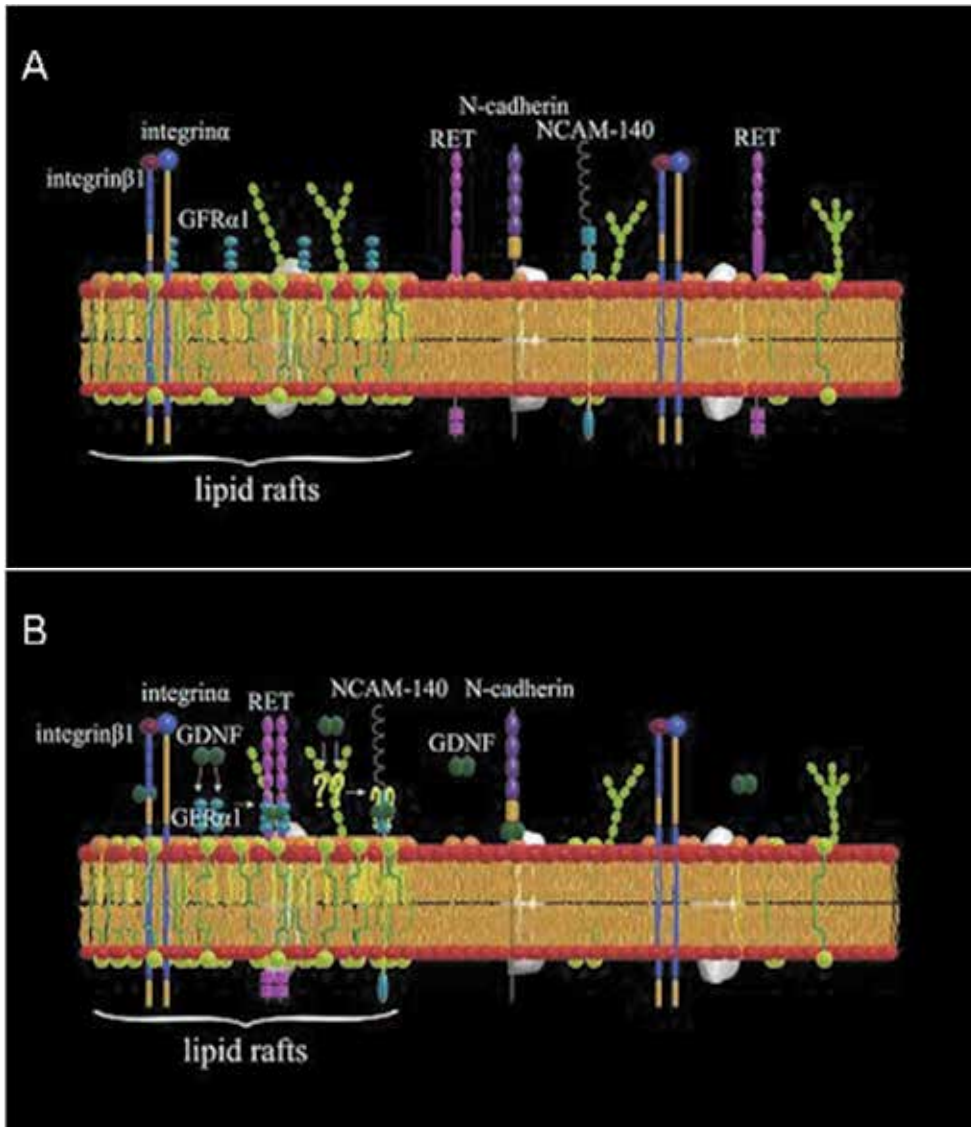 A
N-cadherin
integrinα
RET
NCAM-140
RET
integrinβ1
GFRα1
lipid rafts
B
integrinα
RET
NCAM-140
N-cadherin
integrinβ1
GDNF
GDNF
??
??
GFRα1
lipid rafts